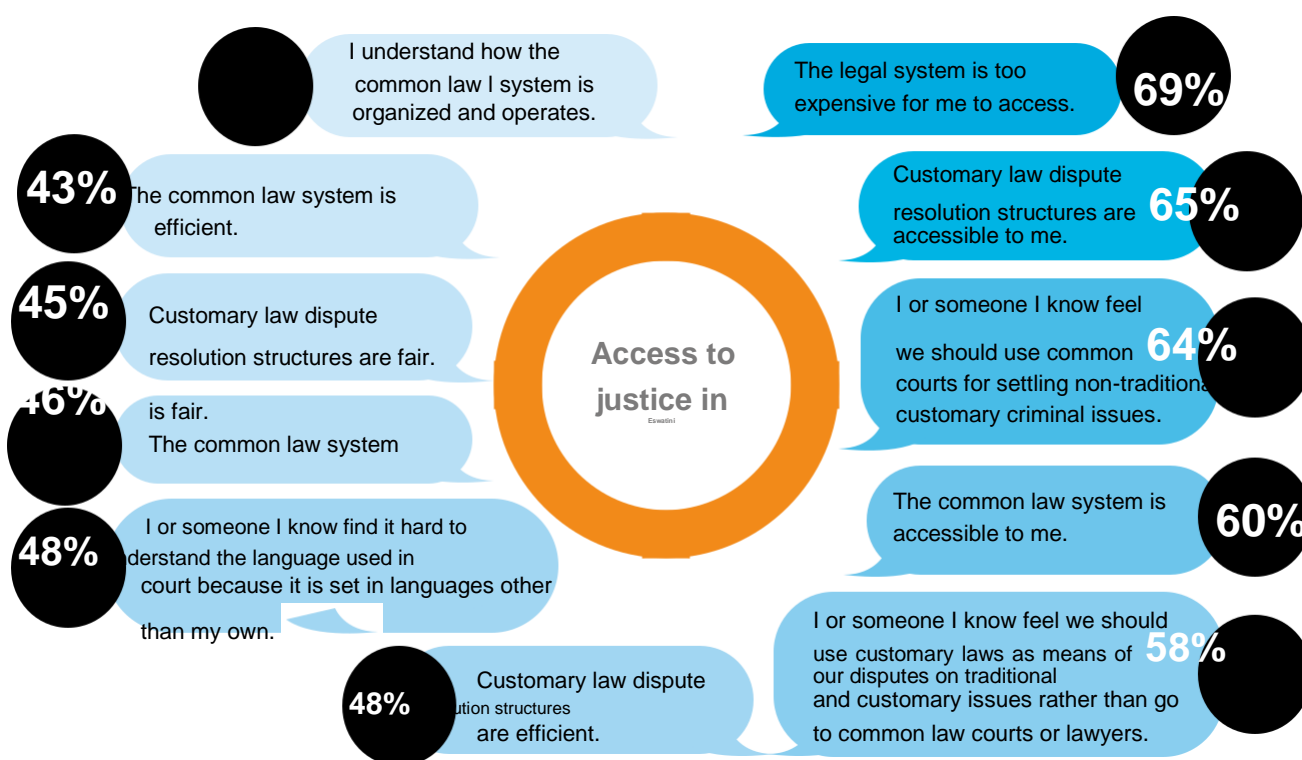 I understand how the
common law l system is
organized and operates.
The legal system is too
expensive for me to access.
69%
43%
The common law system is
efficient.
Customary law dispute
resolution structures are
accessible to me.
65%
45%
Customary law dispute
resolution structures are fair.
I or someone I know feel
we should use common
courts for settling non-traditiona
customary criminal issues.
64%
Access to
justice in
Eswatini
46%
is fair.
The common law system
48%
I or someone I know find it hard to
derstand the language used in
court because it is set in languages other
than my own.
The common law system is
accessible to me.
60%
48%
Customary law dispute
ution structures
are efficient.
I or someone I know feel we should
use customary laws as means of
our disputes on traditional
and customary issues rather than go
to common law courts or lawyers.
58%